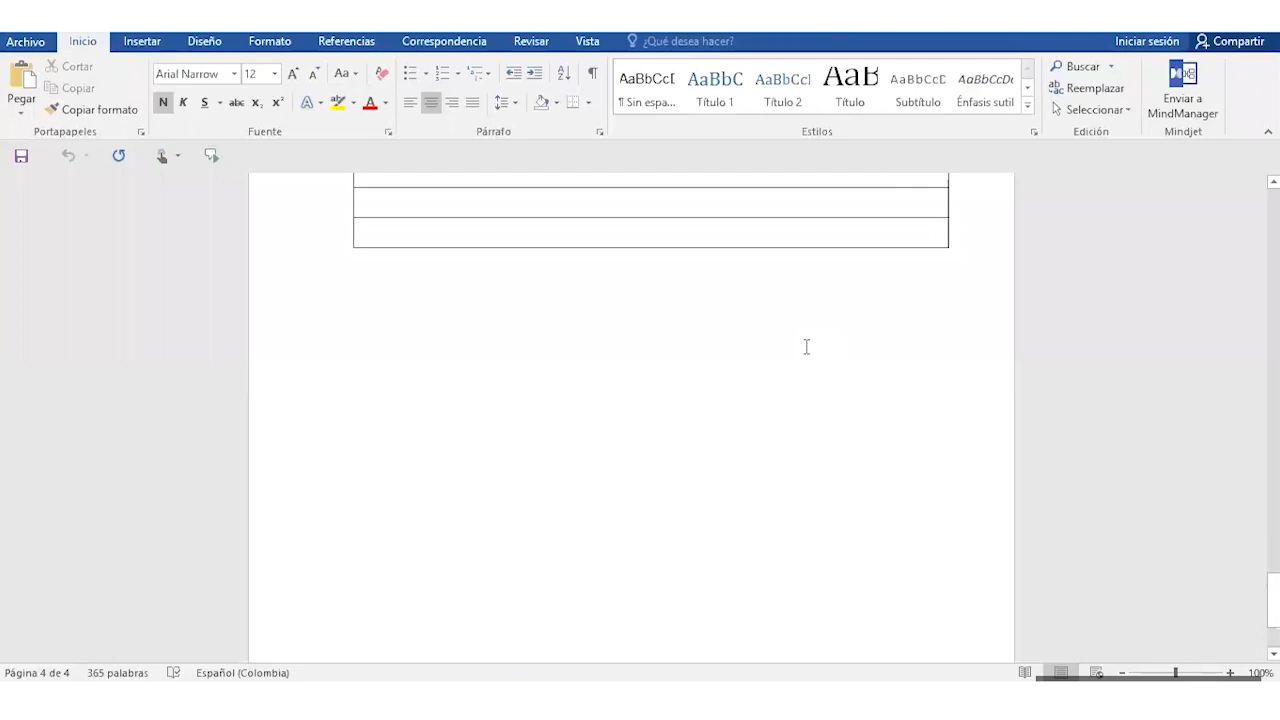 Archivo Inicio Insertar Diseño Formato Referencias Correspondencia Revisar Vista ¿Qué desea hacer? Iniciar sesión Compartir
Pegar
Cortar
Copiar
Copiar formato
Portapapeles
Arial Narrow 12 Aa
N K S abc x₂ x² A ab A
Fuente
Párrafo
AaBbCcI AaBbC AaBbCcI AaB AaBbCcD AaBbCcDc
¶ Sin espa... Título 1 Título 2 Título Subtítulo Énfasis sutil
Estilos
Buscar
Reemplazar
Seleccionar
Edición
Enviar a
MindManager
Mindjet
Página 4 de 4 365 palabras Español (Colombia) 100%